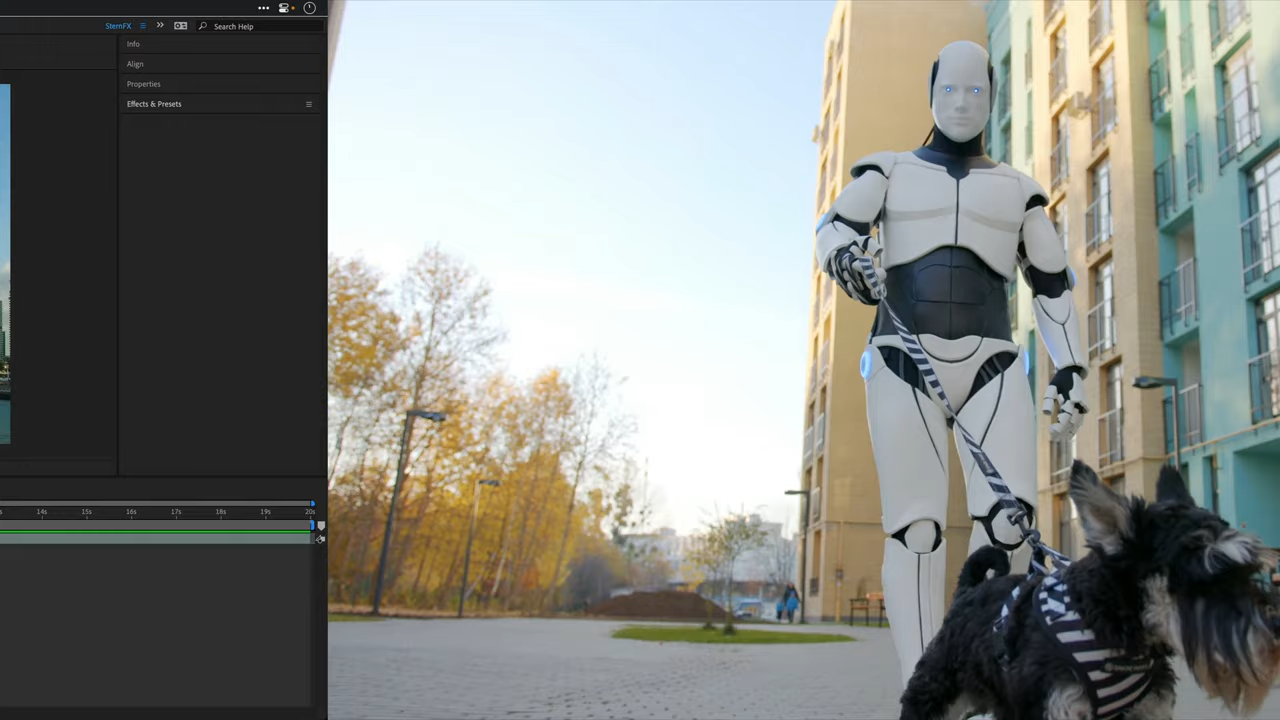 SternFX
Search Help
Info
Align
Properties
Effects & Presets
14s 15s 16s 17s 18s 19s 20s